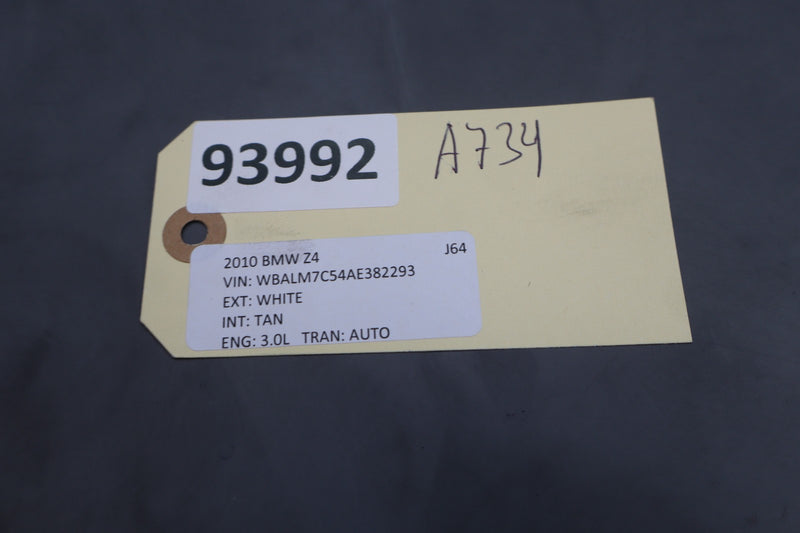 93992
A734
2010 BMW Z4 J64
VIN: WBALM7C54AE382293
EXT: WHITE
INT: TAN
ENG: 3.0L TRAN: AUTO